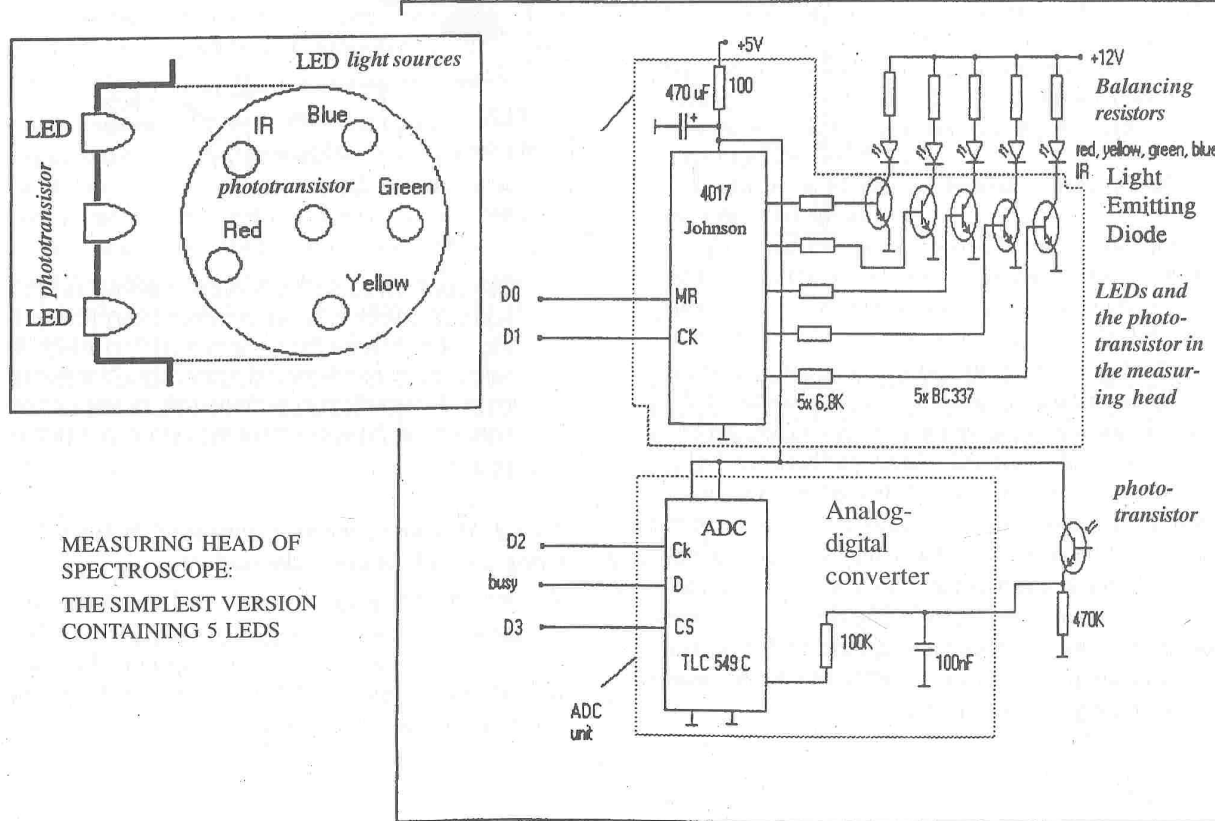 LED light sources
LED
LED
phototransistor
IR
Blue
phototransistor
Green
Red
Yellow
MEASURING HEAD OF
SPECTROSCOPE:
THE SIMPLEST VERSION
CONTAINING 5 LEDS
+5V
100
470 uF
+
+12V
Balancing
resistors
red, yellow, green, blue
IR
Light
Emitting
Diode
4017
Johnson
MR
CK
D0
D1
5x 6,8K
5x BC337
LEDs and
the photo-
transistor in
the measur-
ing head
D2
busy
D3
ADC
Ck
D
CS
TLC 549 C
Analog-
digital
converter
100K
100nF
470K
photo-
transistor
ADC
unit